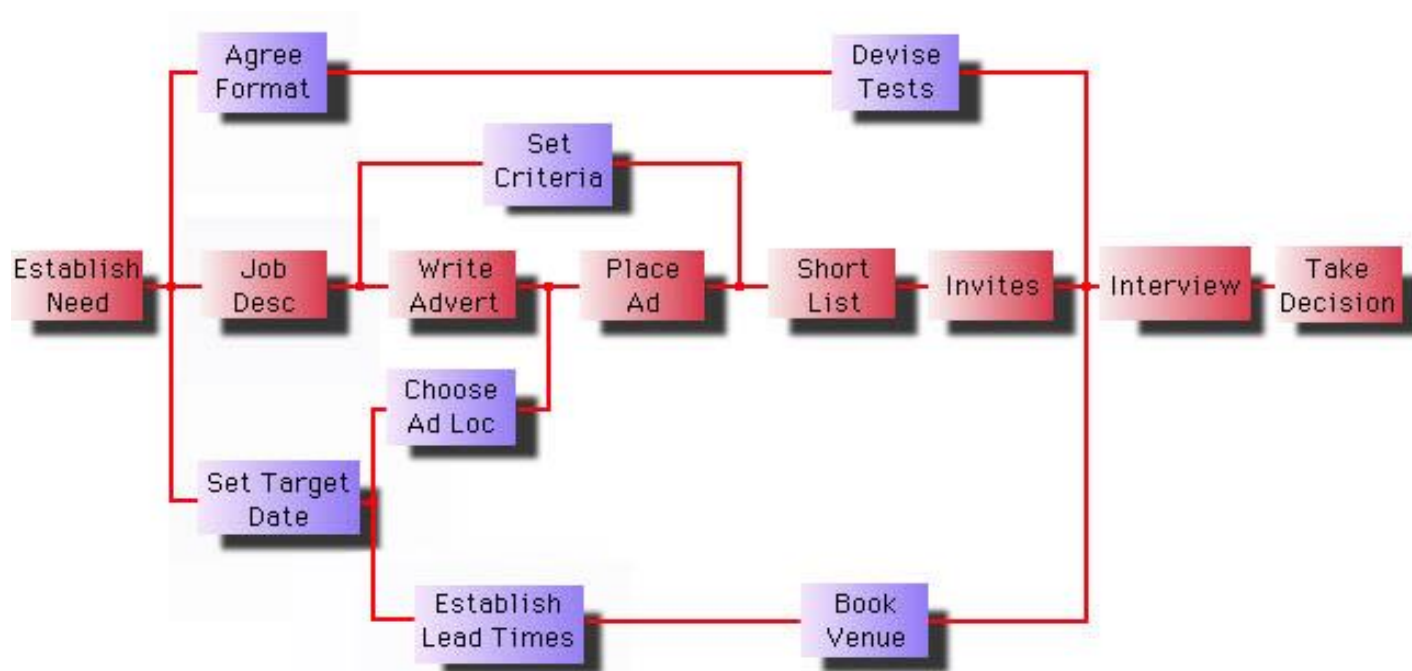 Agree
Format
Devise
Tests
Set
Criteria
Establish
Need
Job
Desc
Write
Advert
Place
Ad
Short
List
Invites
Interview
Take
Decision
Choose
Ad Loc
Set Target
Date
Establish
Lead Times
Book
Venue